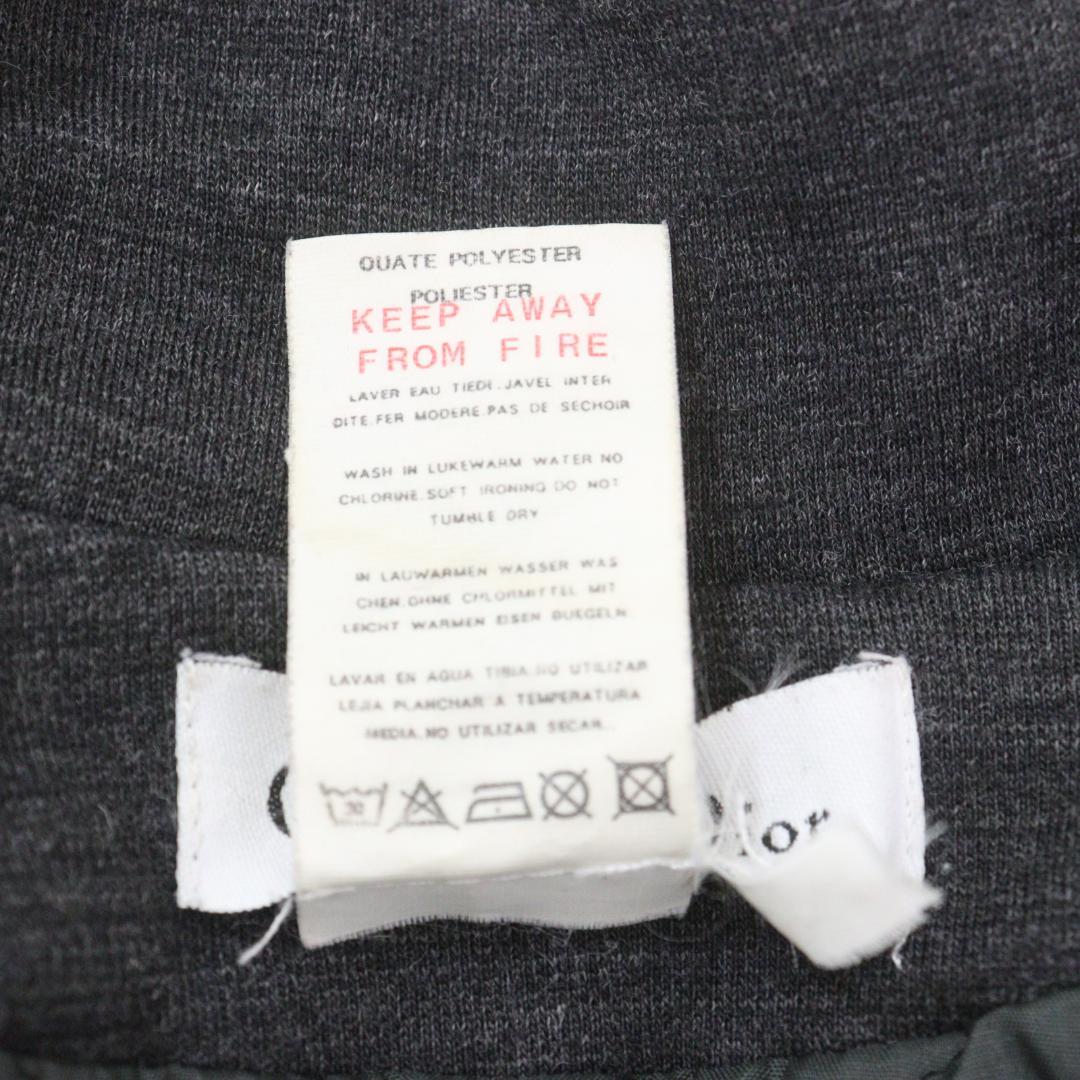 OUATE POLYESTER
POLIESTER
KEEP AWAY
FROM FIRE
LAVER EAU TIEDE.JAVEL INTER
DITE.FER MODERE.PAS DE SECHOIR
WASH IN LUKEWARM WATER NO
CHLORINE.SOFT IRONING DO NOT
TUMBLE DRY
IN LAUWARMEN WASSER WAS
CHEN.OHNE CHLORMITTEL MIT
LEICHT WARMEN EISEN BUEGELN.
LAVAR EN AGUA TIBIA.NO UTILIZAR
LEJIA PLANCHAR A TEMPERATURA
MEDIA.NO UTILIZAR SECAR..
30